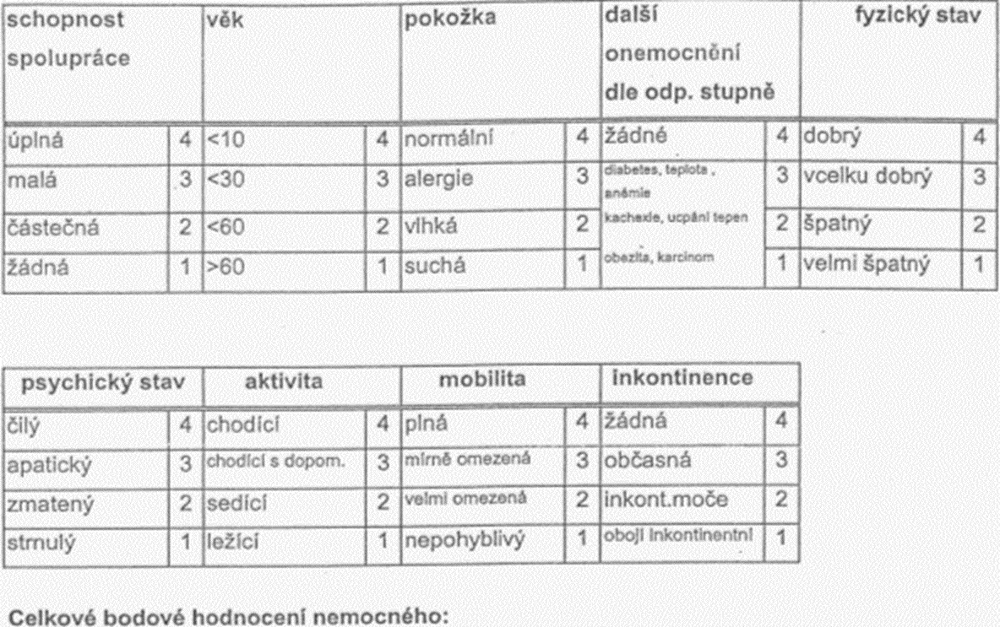 schopnost spolupráce věk pokožka další onemocnění dle odp. stupně fyzický stav
úplná 4 <10 4 normální 4 žádné 4 dobrý 4
malá 3 <30 3 alergie 3 diabetes, teplota , anémie 3 vcelku dobrý 3
částečná 2 <60 2 vlhká 2 kachexie, ucpání tepen 2 špatný 2
žádná 1 >60 1 suchá 1 obezita, karcinom 1 velmi špatný 1
psychický stav aktivita mobilita inkontinence
čilý 4 chodící 4 plná 4 žádná 4
apatický 3 chodící s dopom. 3 mírně omezená 3 občasná 3
zmatený 2 sedící 2 velmi omezená 2 inkont.moče 2
strnulý 1 ležící 1 nepohyblivý 1 obojí inkontinentní 1
Celkové bodové hodnocení nemocného: